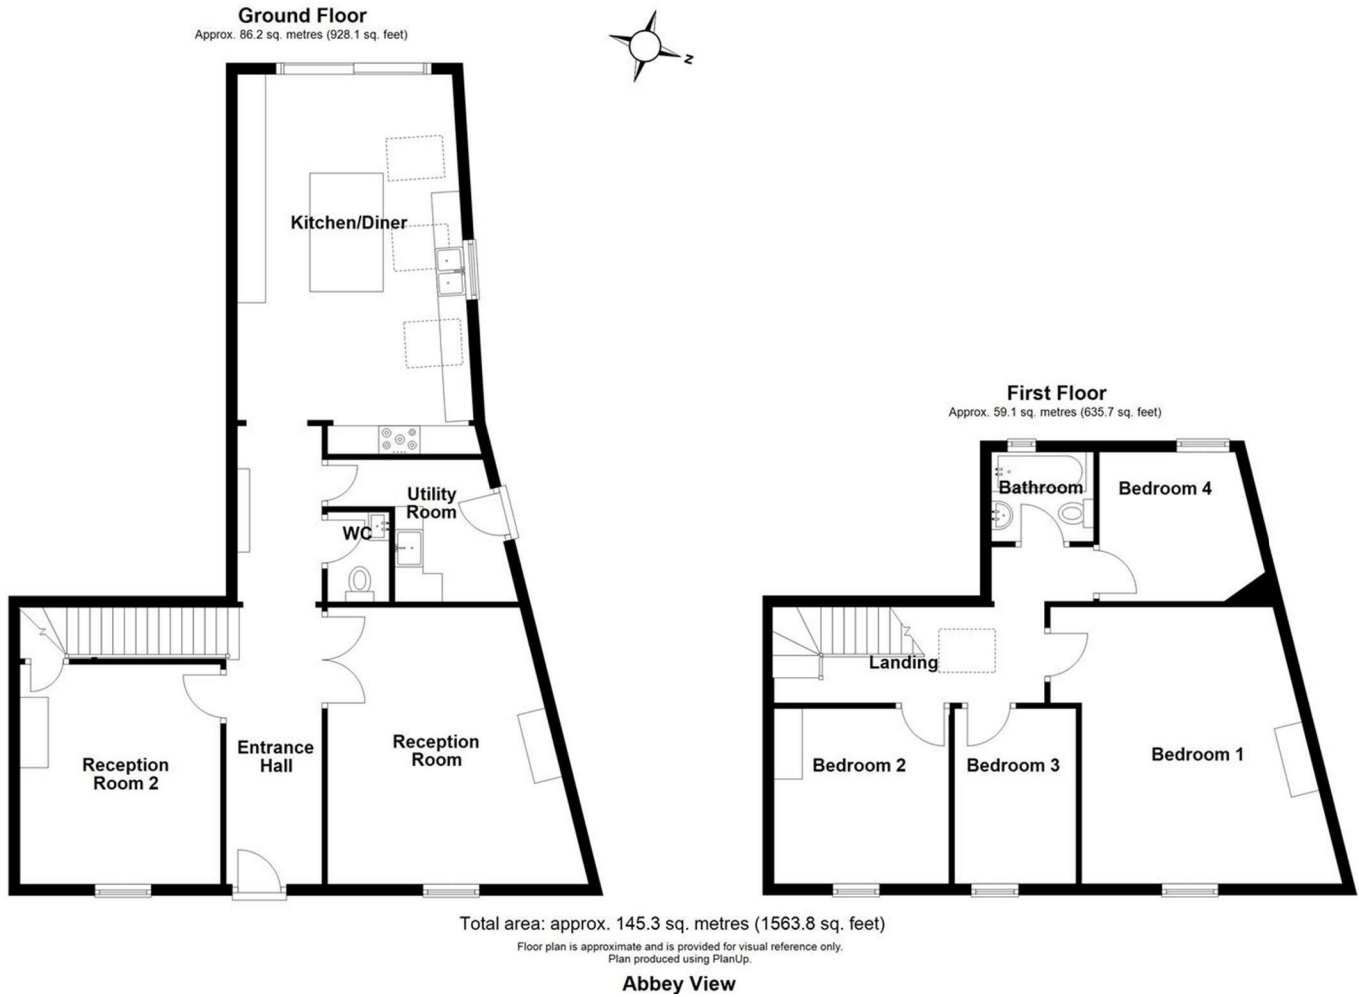 Ground Floor
Approx. 86.2 sq. metres (928.1 sq. feet)
N
Kitchen/Diner
Utility
Room
WC
Entrance
Hall
Reception
Room
Reception
Room 2
First Floor
Approx. 59.1 sq. metres (635.7 sq. feet)
Bathroom
Bedroom 4
Landing
Bedroom 1
Bedroom 2
Bedroom 3
Total area: approx. 145.3 sq. metres (1563.8 sq. feet)
Floor plan is approximate and is provided for visual reference only.
Plan produced using PlanUp.
Abbey View